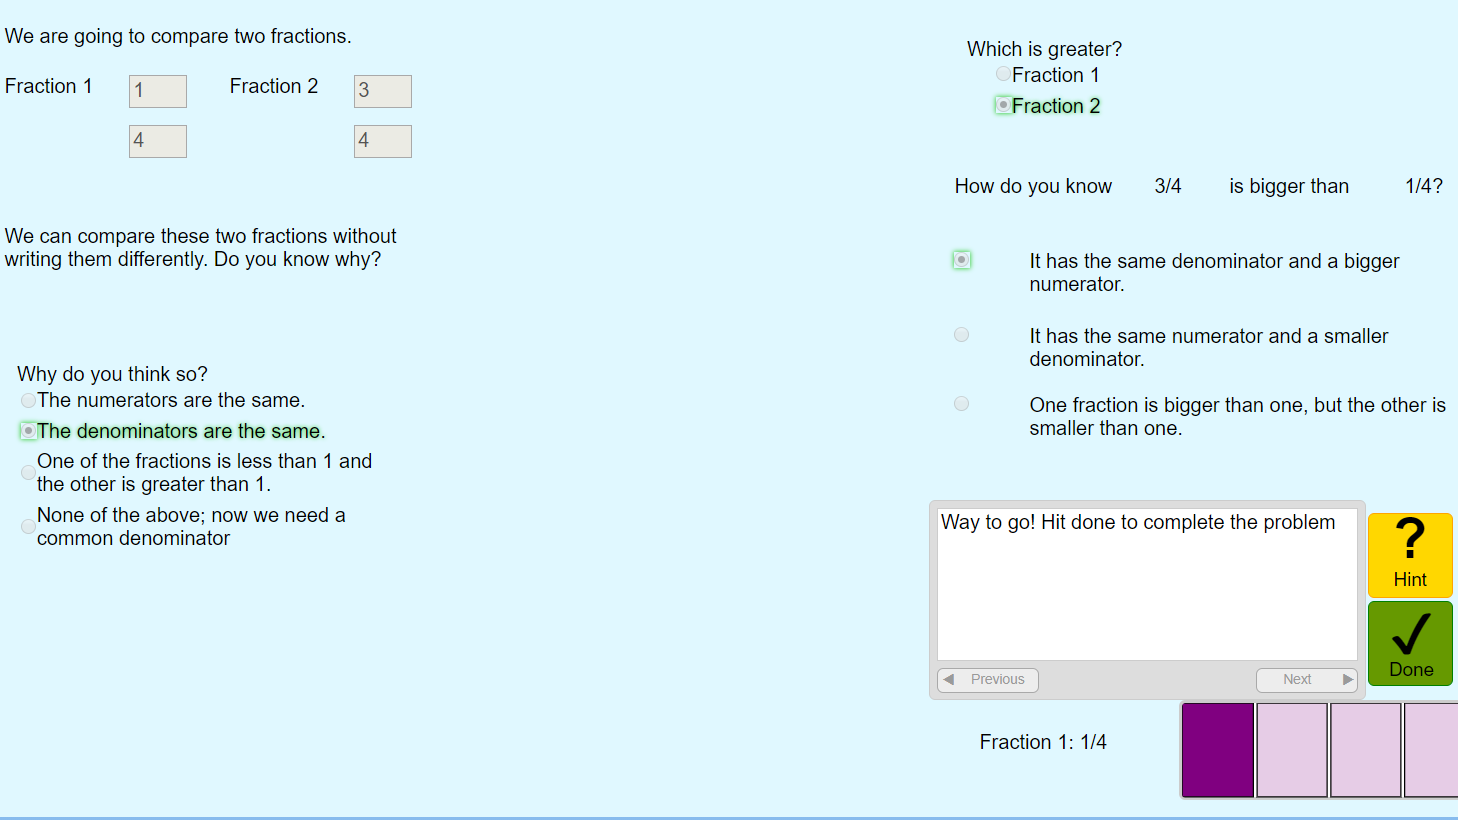 We are going to compare two fractions.
Fraction 1
1
4
Fraction 2
3
4
We can compare these two fractions without
writing them differently. Do you know why?
Why do you think so?
The numerators are the same.
The denominators are the same.
One of the fractions is less than 1 and
the other is greater than 1.
None of the above; now we need a
common denominator
Which is greater?
Fraction 1
Fraction 2
How do you know 3/4 is bigger than 1/4?
It has the same denominator and a bigger
numerator.
It has the same numerator and a smaller
denominator.
One fraction is bigger than one, but the other is
smaller than one.
Way to go! Hit done to complete the problem
Previous
Next
?
Hint
Done
Fraction 1: 1/4